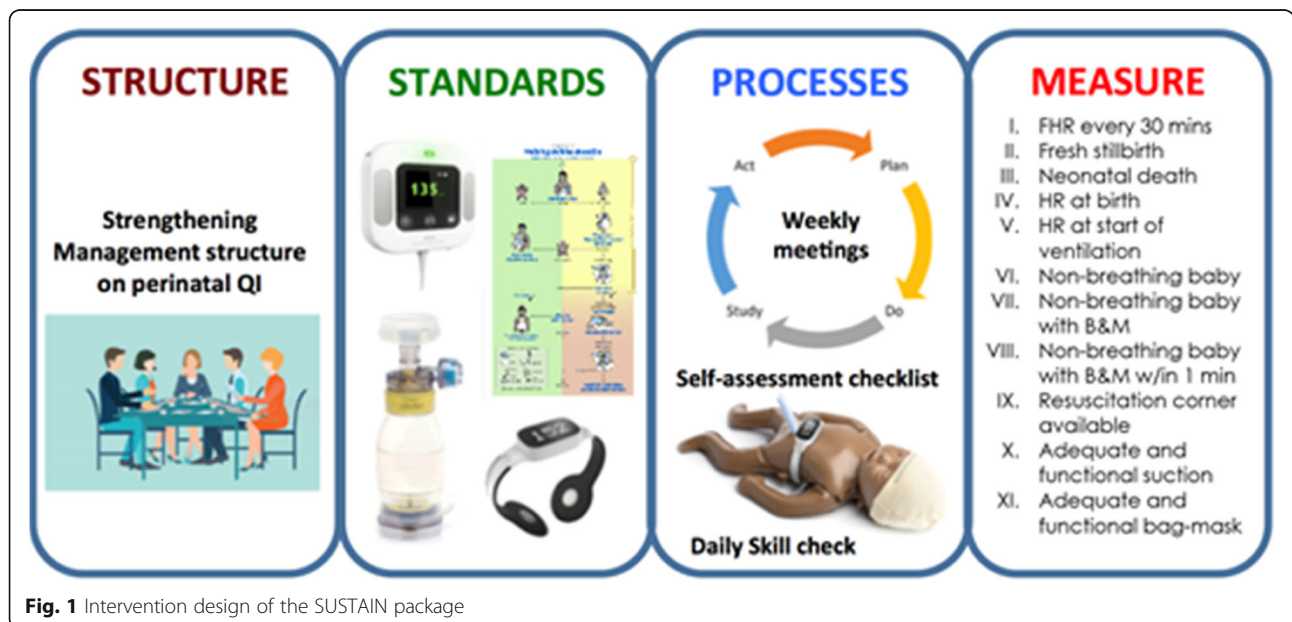 STRUCTURE
Strengthening
Management structure
on perinatal QI
STANDARDS
135
PROCESSES
Act
Plan
Weekly
meetings
Study
Do
Self-assessment checklist
Daily Skill check
MEASURE
I. FHR every 30 mins
II. Fresh stillbirth
III. Neonatal death
IV. HR at birth
V. HR at start of
ventilation
VI. Non-breathing baby
VII. Non-breathing baby
with B&M
VIII. Non-breathing baby
with B&M w/in 1 min
IX. Resuscitation corner
available
X. Adequate and
functional suction
XI. Adequate and
functional bag-mask
Fig. 1 Intervention design of the SUSTAIN package